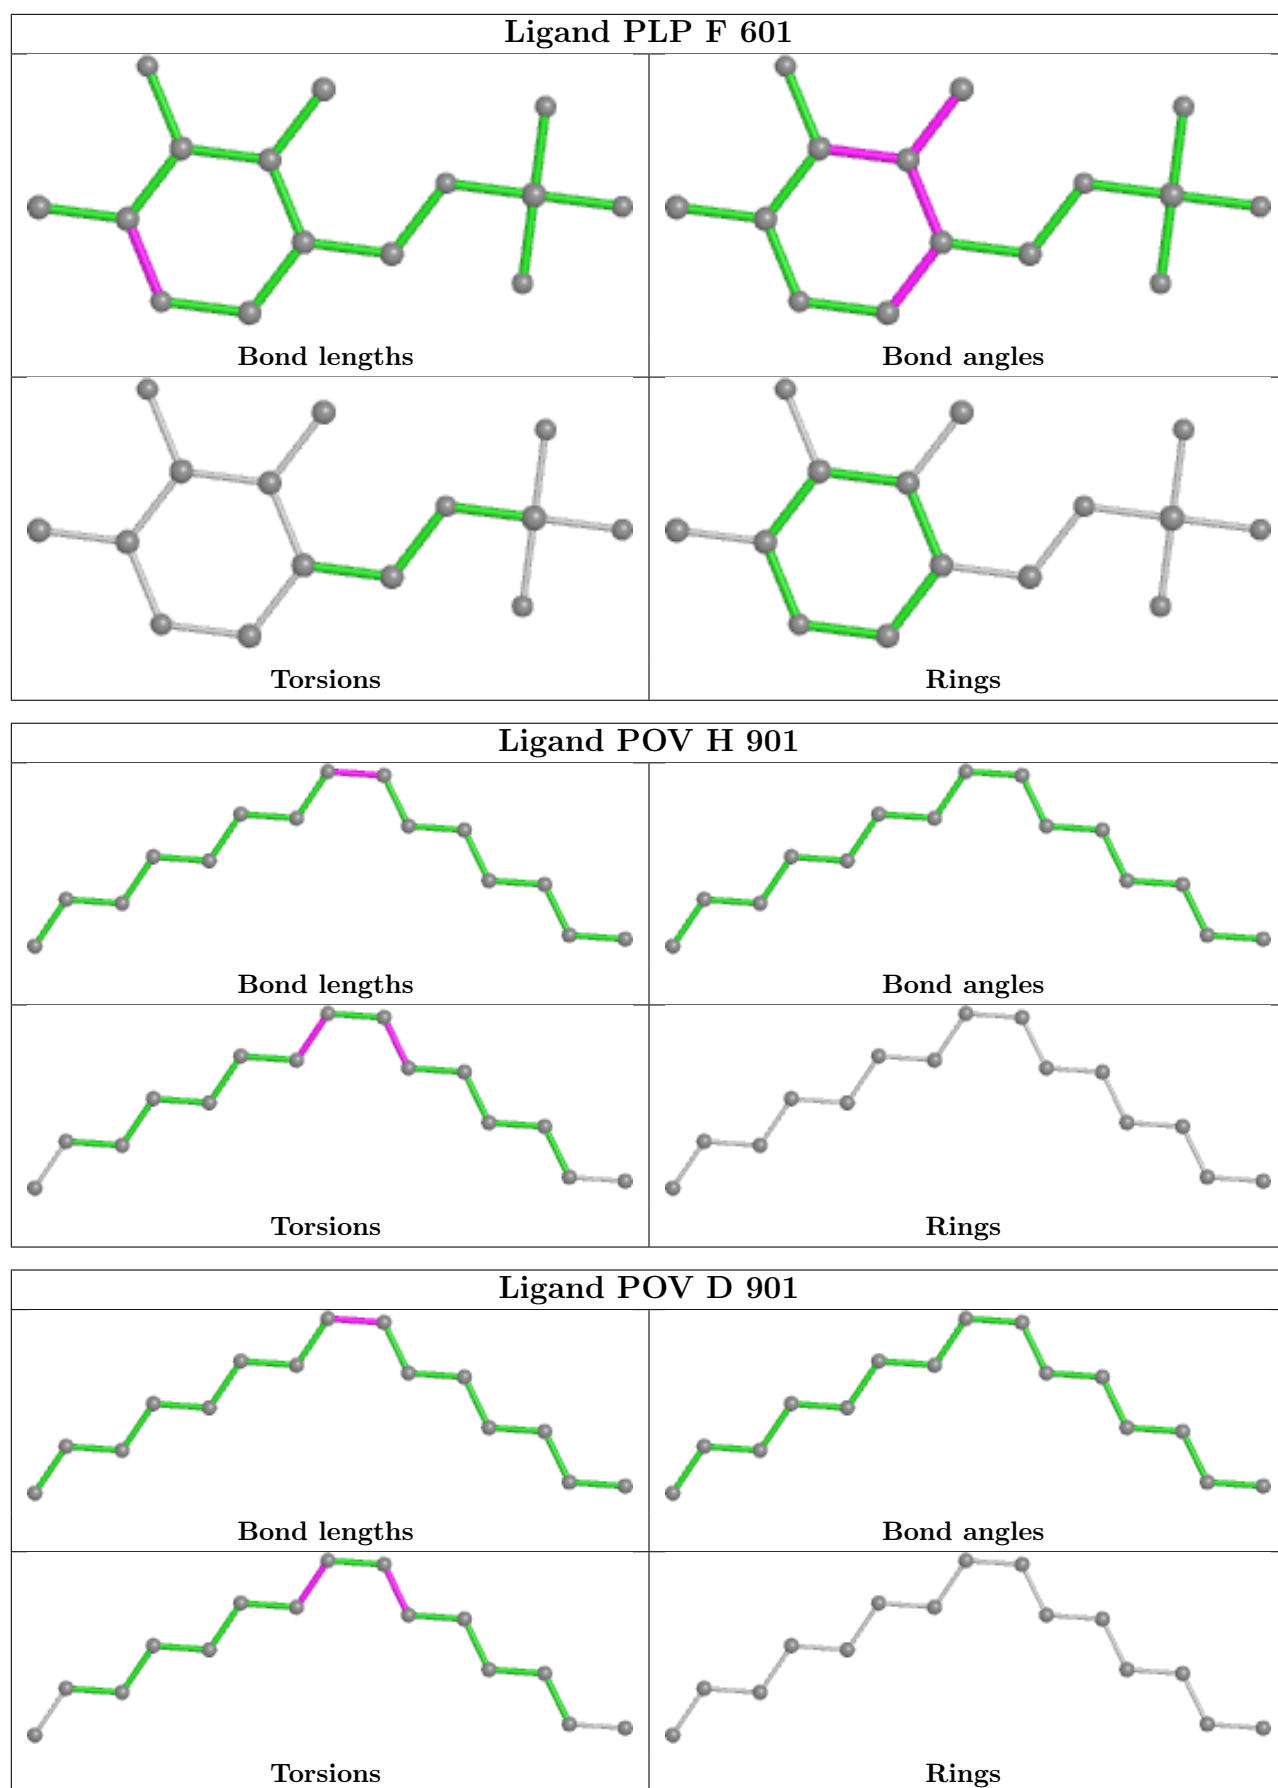 Ligand PLP F 601
Bond lengths
Bond angles
Torsions
Rings
Ligand POV H 901
Bond lengths
Bond angles
Torsions
Rings
Ligand POV D 901
Bond lengths
Bond angles
Torsions
Rings